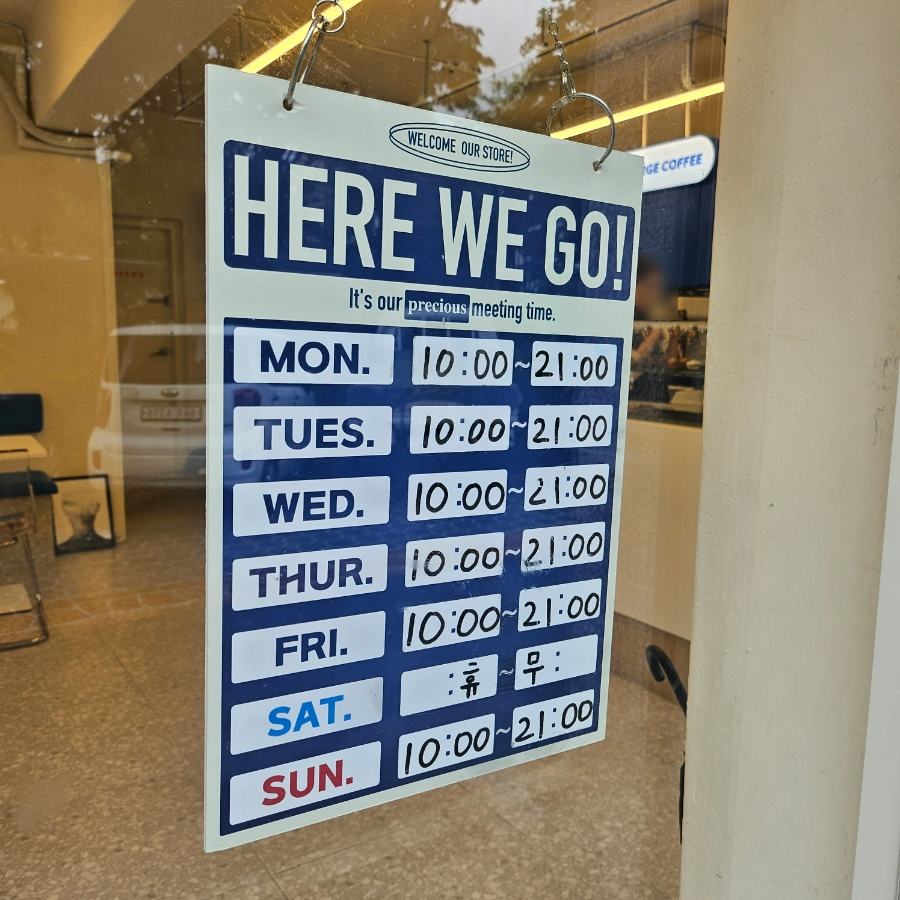 WELCOME OUR STORE!
HERE WE GO!
It's our precious meeting time.
MON. 10:00~21:00
TUES. 10:00~21:00
WED. 10:00~21:00
THUR. 10:00~21:00
FRI. 10:00~21:00
SAT. :휴~무:
SUN. 10:00~21:00
COFFEE